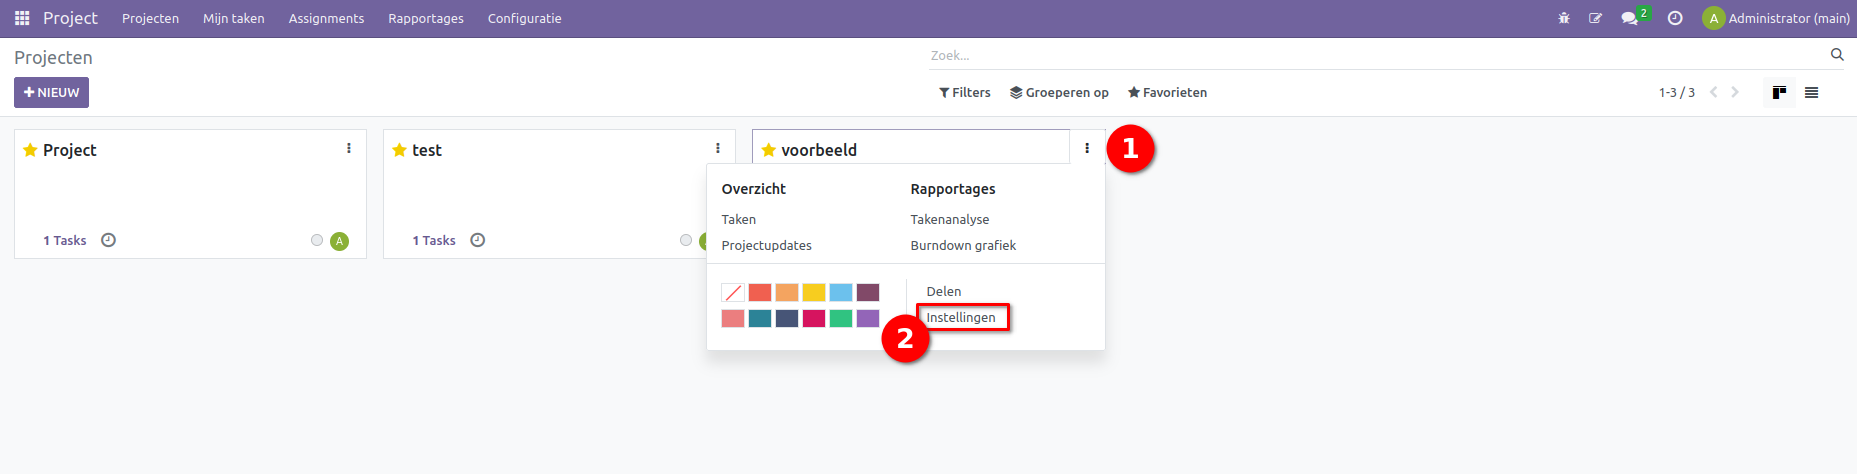 Project Projecten Mijn taken Assignments Rapportages Configuratie 2 A Administrator (main)
Projecten Zoek...
NIEUW Filters Groeperen op Favorieten 1-3 / 3
Project test voorbeeld 1
Overzicht Rapportages
Taken Takenanalyse
1 Tasks A 1 Tasks Projectupdates Burndown grafiek
Delen
Instellingen
2